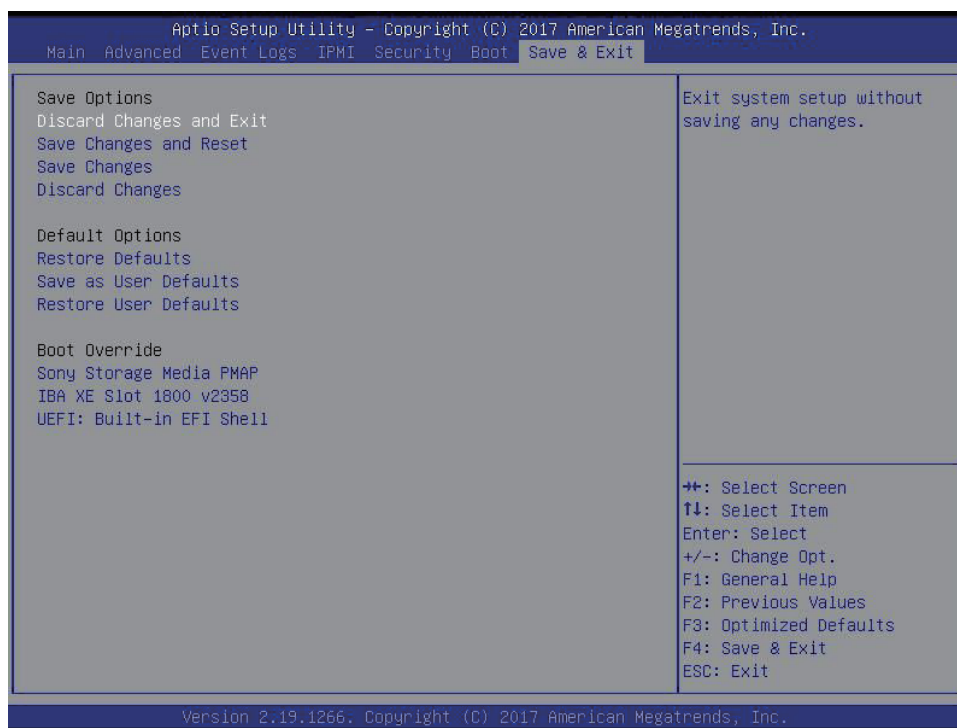 Aptio Setup Utility – Copyright (C) 2017 American Megatrends, Inc.
Main Advanced Event Logs IPMI Security Boot Save & Exit
Save Options
Discard Changes and Exit
Save Changes and Reset
Save Changes
Discard Changes
Default Options
Restore Defaults
Save as User Defaults
Restore User Defaults
Boot Override
Sony Storage Media PMAP
IBA XE Slot 1800 v2358
UEFI: Built-in EFI Shell
Exit system setup without
saving any changes.
→←: Select Screen
↑↓: Select Item
Enter: Select
+/-: Change Opt.
F1: General Help
F2: Previous Values
F3: Optimized Defaults
F4: Save & Exit
ESC: Exit
Version 2.19.1266. Copyright (C) 2017 American Megatrends, Inc.